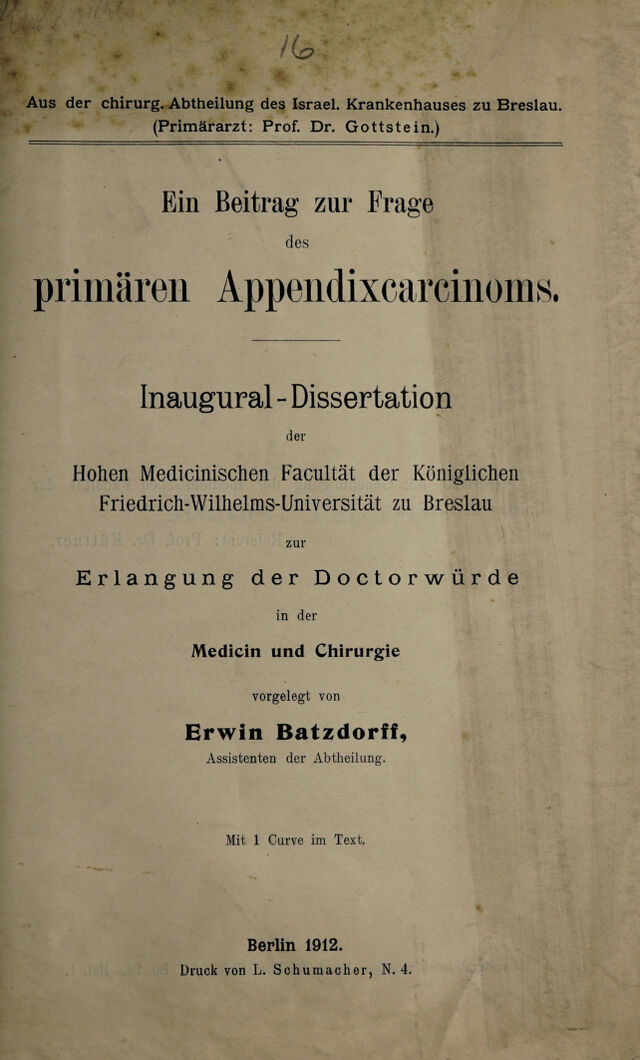 16
Aus der chirurg. Abtheilung des Israel. Krankenhauses zu Breslau.
(Primärarzt: Prof. Dr. Gottstein.)
Ein Beitrag zur Frage
des
primären Appendixcarcinoms.
Inaugural-Dissertation
der
Hohen Medicinischen Facultät der Königlichen
Friedrich-Wilhelms-Universität zu Breslau
zur
Erlangung der Doctorwürde
in der
Medicin und Chirurgie
vorgelegt von
Erwin Batzdorff,
Assistenten der Abtheilung.
Mit 1 Curve im Text.
Berlin 1912.
Druck von L. Schumacher, N. 4.